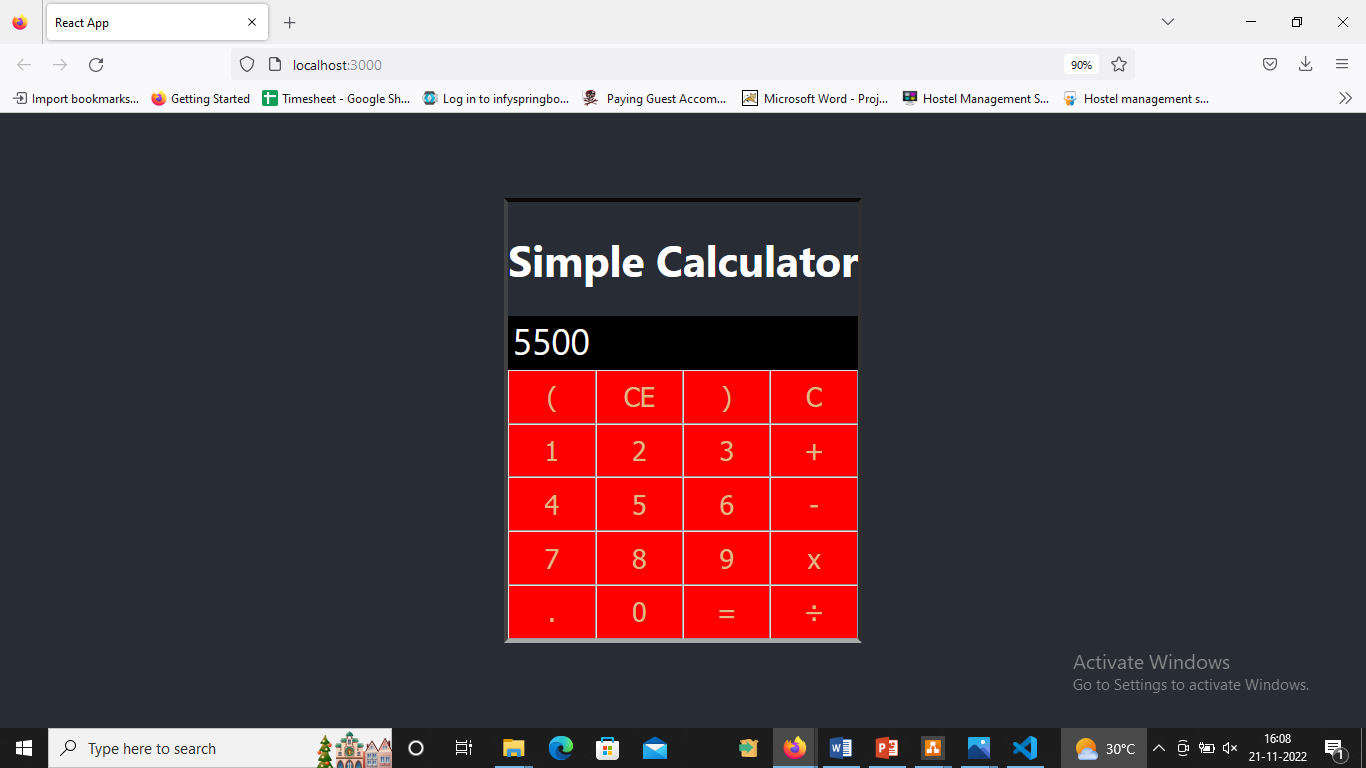 React App
localhost:3000
90%
Import bookmarks...
Getting Started
Timesheet - Google Sh...
Log in to infyspringbo...
Paying Guest Accom...
Microsoft Word - Proj...
Hostel Management S...
Hostel management s...
Simple Calculator
5500
( CE ) C
1 2 3 +
4 5 6 -
7 8 9 x
. 0 = ÷
Activate Windows
Go to Settings to activate Windows.
Type here to search
30°C
16:08
21-11-2022
1